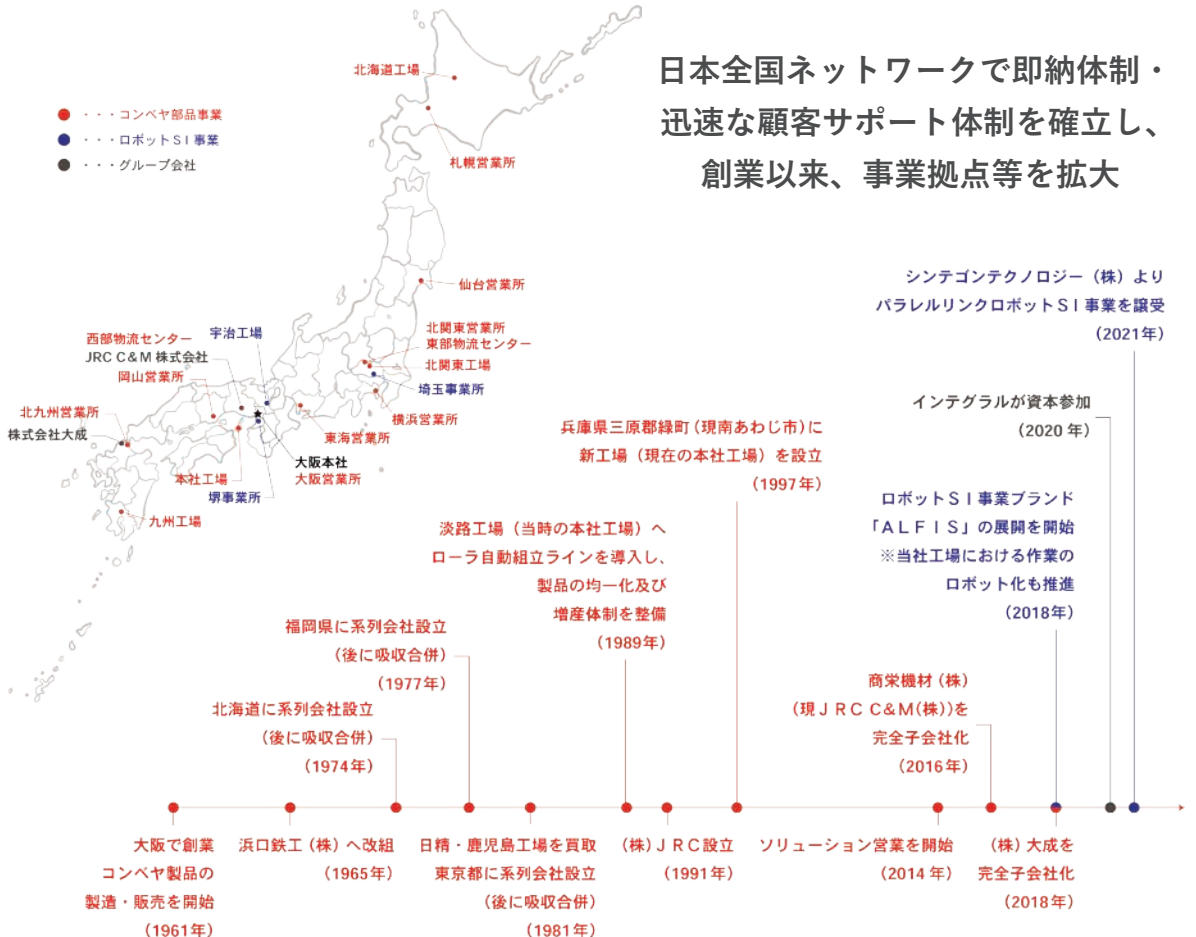 日本全国ネットワークで即納体制・
迅速な顧客サポート体制を確立し、
創業以来、事業拠点等を拡大
・・・コンベヤ部品事業
・・・ロボットSI事業
・・・グループ会社
北海道工場
札幌営業所
仙台営業所
北関東営業所
東部物流センター
北関東工場
埼玉事業所
横浜営業所
東海営業所
宇治工場
西部物流センター
JRC C&M 株式会社
岡山営業所
北九州営業所
株式会社大成
大阪本社
大阪営業所
本社工場
堺事業所
九州工場
シンテゴンテクノロジー(株)より
パラレルリンクロボットSI事業を譲受
(2021年)
インテグラルが資本参加
(2020年)
ロボットSI事業ブランド
「ALFIS」の展開を開始
※当社工場における作業の
ロボット化も推進
(2018年)
兵庫県三原郡緑町(現南あわじ市)に
新工場(現在の本社工場)を設立
(1997年)
淡路工場(当時の本社工場)へ
ローラ自動組立ラインを導入し、
製品の均一化及び
増産体制を整備
(1989年)
福岡県に系列会社設立
(後に吸収合併)
(1977年)
北海道に系列会社設立
(後に吸収合併)
(1974年)
商栄機材(株)
(現JRC C&M(株))を
完全子会社化
(2016年)
大阪で創業
コンベヤ製品の
製造・販売を開始
(1961年)
浜口鉄工(株)へ改組
(1965年)
日精・鹿児島工場を買取
東京都に系列会社設立
(後に吸収合併)
(1981年)
(株)JRC設立
(1991年)
ソリューション営業を開始
(2014年)
(株)大成を
完全子会社化
(2018年)